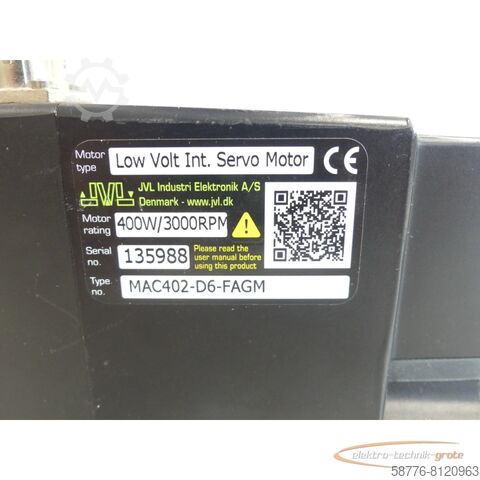 Motor type Low Volt Int. Servo Motor CE
JVL JVL Industri Elektronik A/S
Denmark - www.jvl.dk
Motor rating 400W/3000RPM
Serial no. 135988 Please read the user manual before using this product
Type no. MAC402-D6-FAGM
elektro-technik-grote
58776-8120963